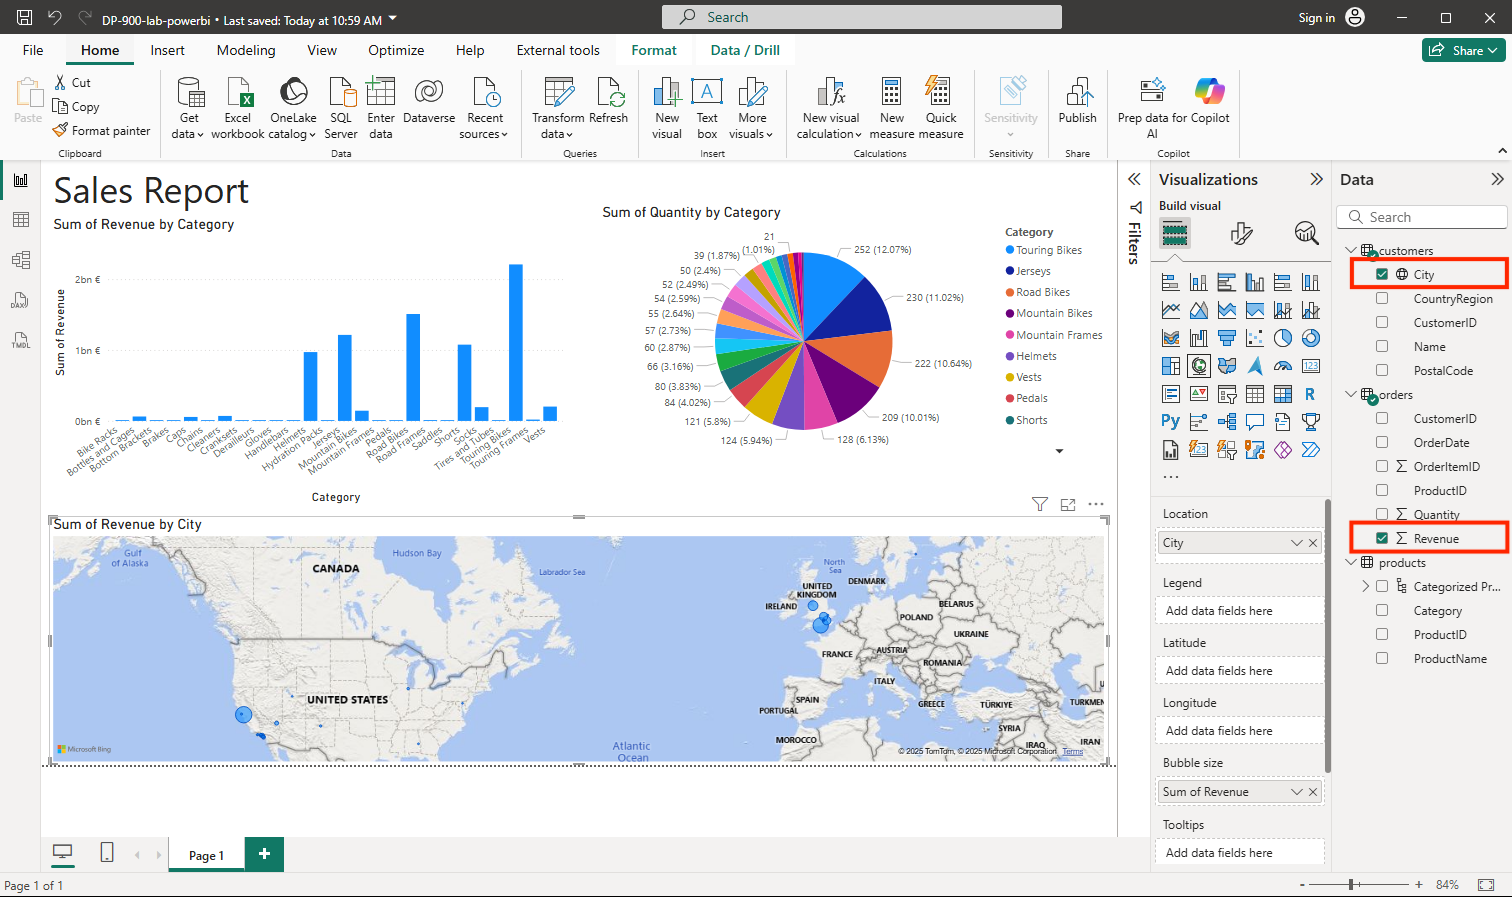 DP-900-lab-powerbi • Last saved: Today at 10:59 AM
Search
Sign in
File
Home
Insert
Modeling
View
Optimize
Help
External tools
Format
Data / Drill
Share
Paste
Cut
Copy
Format painter
Clipboard
Get data
Excel workbook
OneLake catalog
SQL Server
Enter data
Dataverse
Recent sources
Data
Transform data
Refresh
Queries
New visual
Text box
More visuals
Insert
New visual calculation
New measure
Quick measure
Calculations
Sensitivity
Sensitivity
Publish
Share
Prep data for AI
Copilot
Copilot
DAX
TMDL
Sales Report
Sum of Revenue by Category
Sum of Revenue
2bn €
1bn €
0bn €
Bike Racks
Bottles and Cages
Bottom Brackets
Brakes
Caps
Chains
Cleaners
Cranksets
Derailleurs
Gloves
Handlebars
Helmets
Hydration Packs
Jerseys
Mountain Bikes
Mountain Frames
Pedals
Road Bikes
Road Frames
Saddles
Shorts
Socks
Tires and Tubes
Touring Bikes
Touring Frames
Vests
Category
Sum of Quantity by Category
21
(1.01%)
39 (1.87%)
50 (2.4%)
52 (2.49%)
54 (2.59%)
55 (2.64%)
57 (2.73%)
60 (2.87%)
66 (3.16%)
80 (3.83%)
84 (4.02%)
121 (5.8%)
124 (5.94%)
128 (6.13%)
209 (10.01%)
222 (10.64%)
230 (11.02%)
252 (12.07%)
Category
Touring Bikes
Jerseys
Road Bikes
Mountain Bikes
Mountain Frames
Helmets
Vests
Pedals
Shorts
Sum of Revenue by City
Gulf
of Alaska
CANADA
Hudson Bay
Labrador Sea
UNITED STATES
Atlantic
Ocean
North
Sea
UNITED
KINGDOM
IRELAND
DENMARK
BELARUS
POLAND
UKRAINE
FRANCE
AUSTRIA
ROMANIA
ITALY
SPAIN
PORTUGAL
GREECE
TÜRKIYE
TURKMEN
SYRIA
IRAQ
IRAN
MOROCCO
Microsoft Bing
© 2025 TomTom, © 2025 Microsoft Corporation Terms
Filters
Visualizations
Build visual
123
R
Py
123
...
Location
City
Legend
Add data fields here
Latitude
Add data fields here
Longitude
Add data fields here
Bubble size
Sum of Revenue
Tooltips
Add data fields here
Data
Search
customers
City
CountryRegion
CustomerID
Name
PostalCode
orders
CustomerID
OrderDate
OrderItemID
ProductID
Quantity
Revenue
products
Categorized Pr...
Category
ProductID
ProductName
Page 1
+
Page 1 of 1
- + 84%